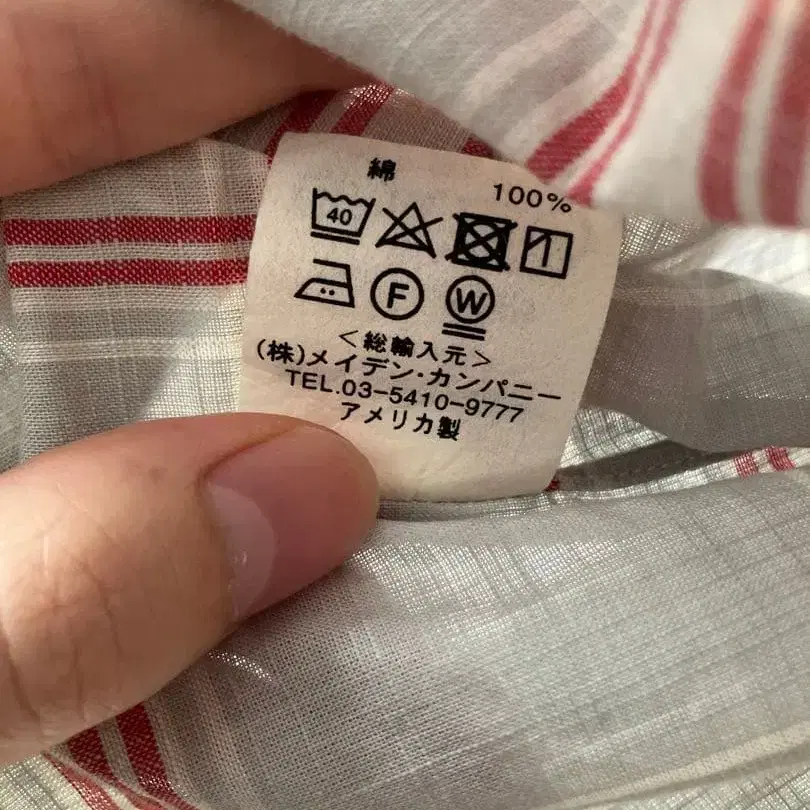 綿 100%
40
F W
<総輸入元>
(株)メイデン・カンパニー
TEL.03-5410-9777
アメリカ製